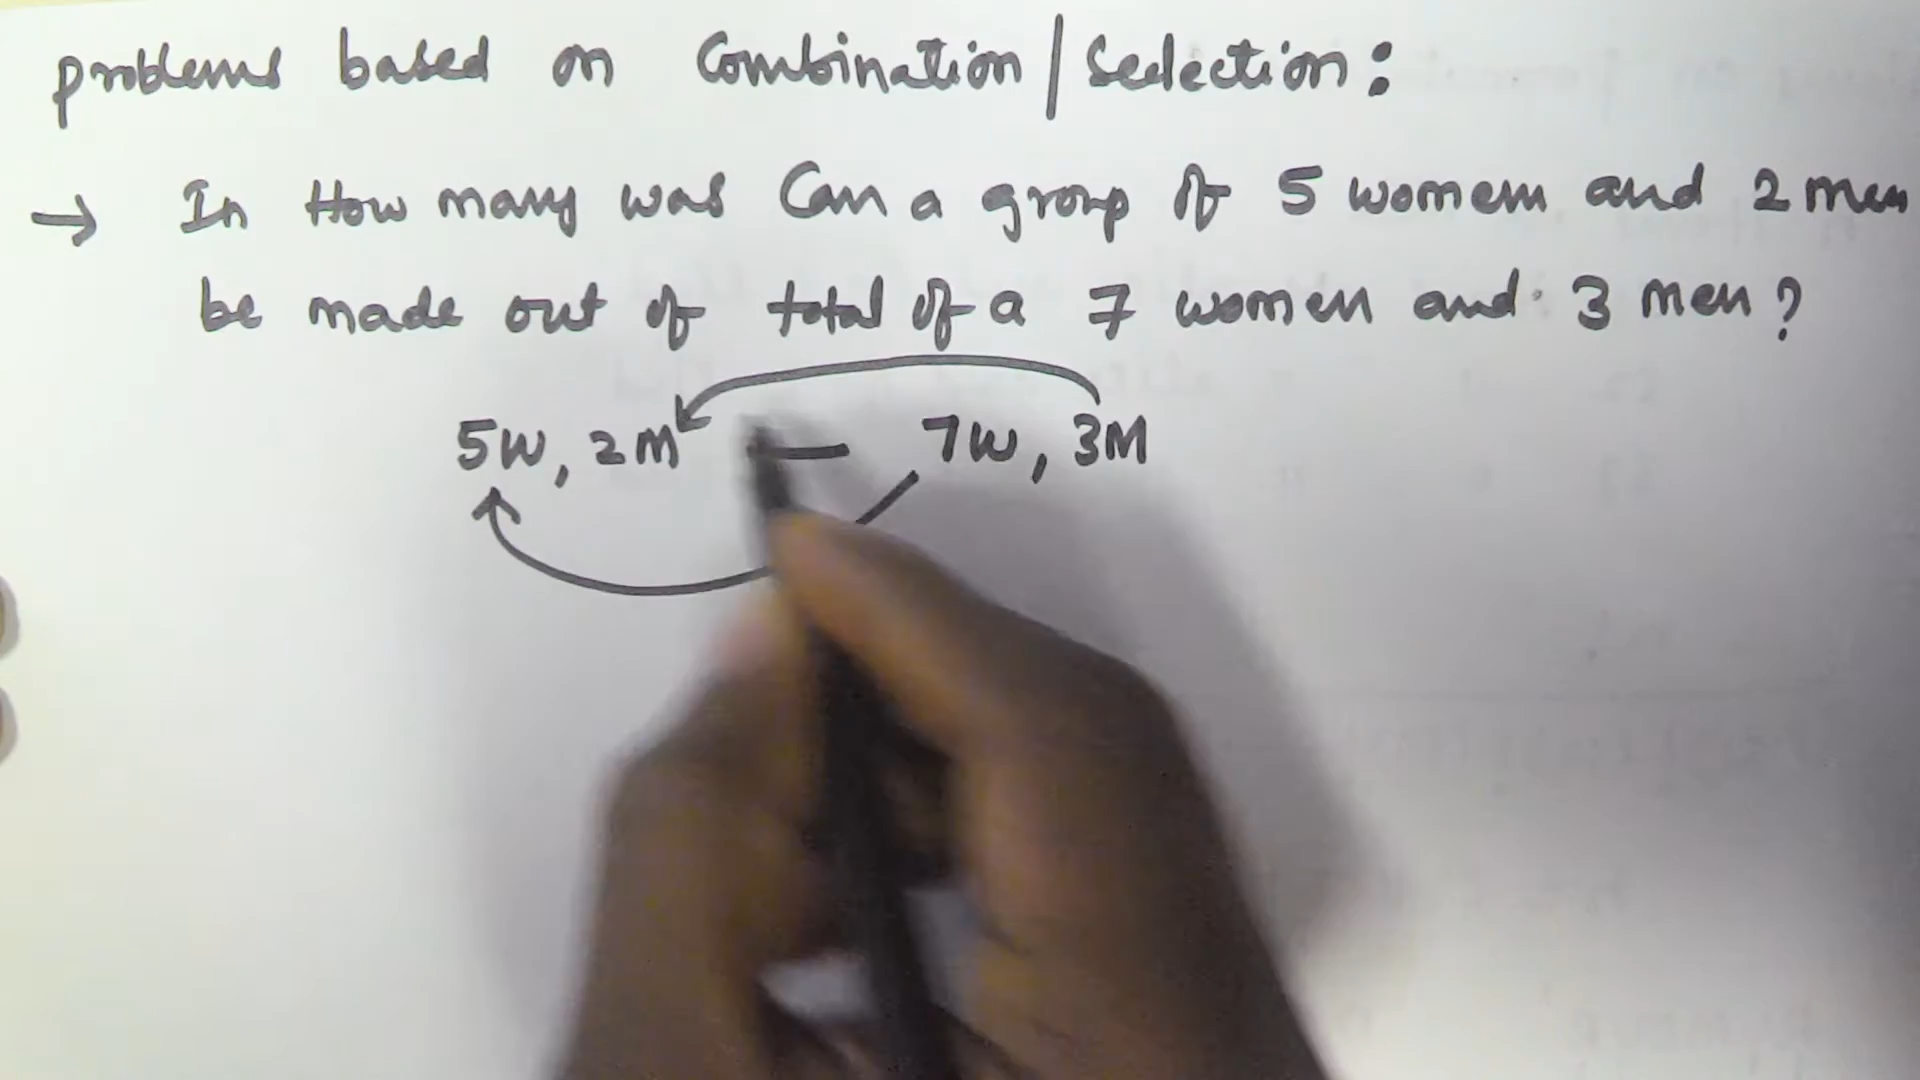 problems based on Combination/Selection:
→ In How many was Can a group of 5 women and 2 men
be made out of total of a 7 women and 3 men?
5W, 2M — 7W, 3M